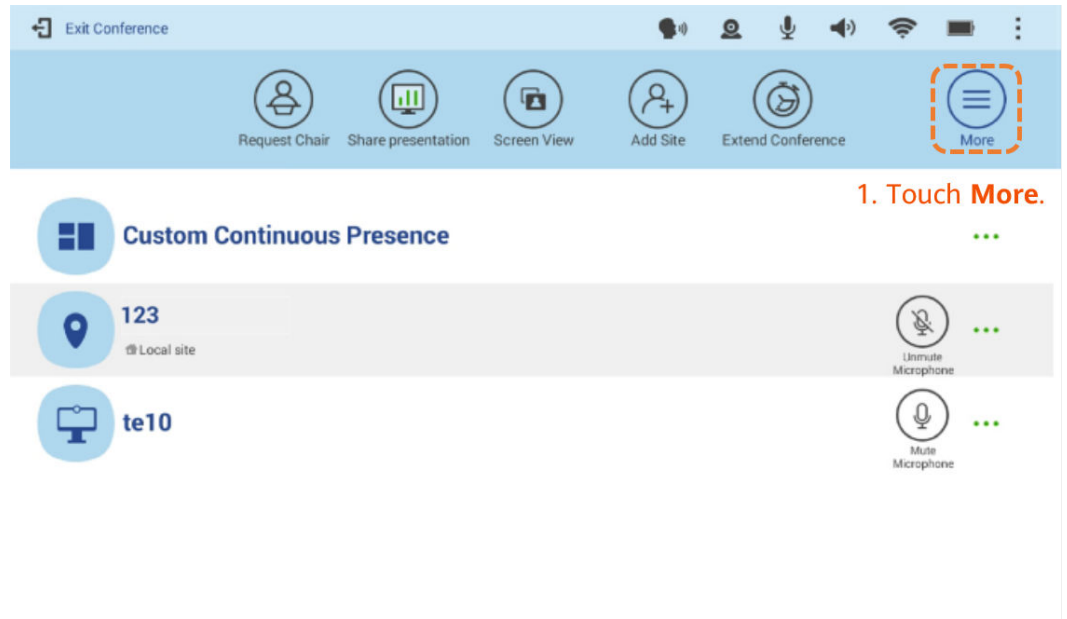 Exit Conference
Request Chair
Share presentation
Screen View
Add Site
Extend Conference
More
1. Touch More.
Custom Continuous Presence
123
Local site
Unmute
Microphone
te10
Mute
Microphone